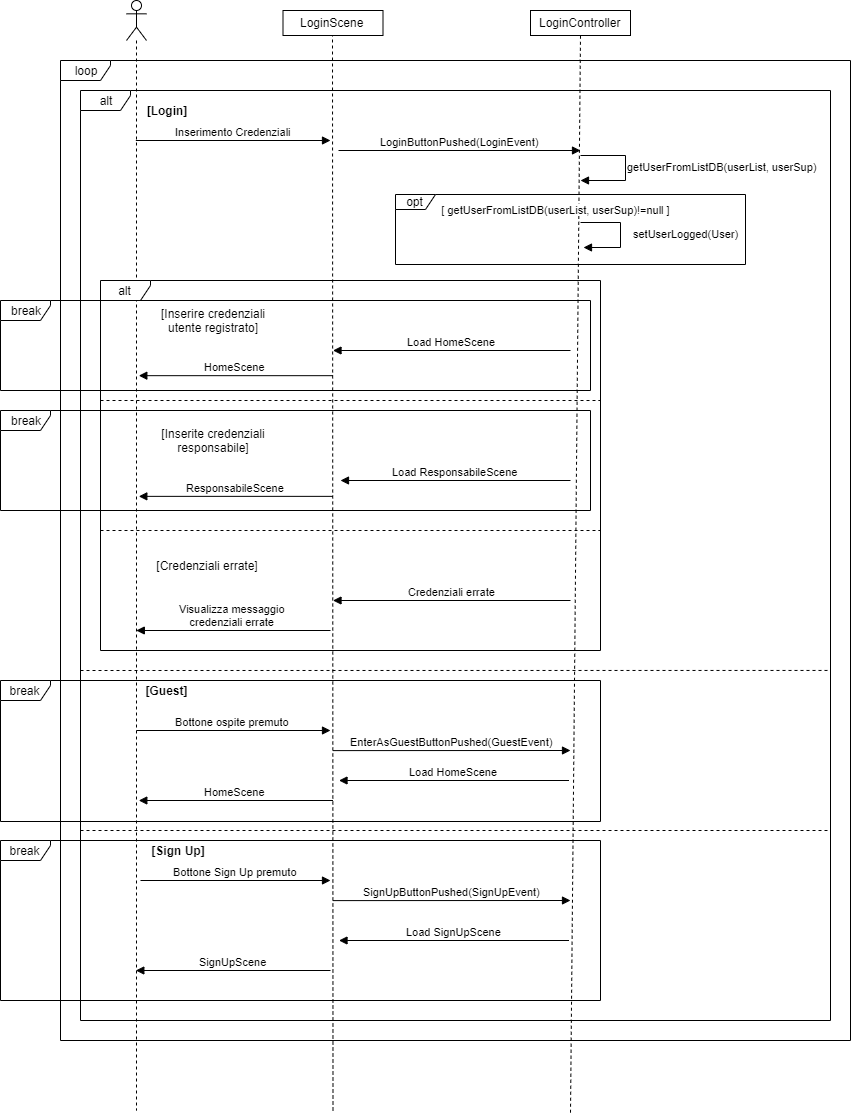 LoginScene
LoginController
loop
alt
[Login]
Inserimento Credenziali
LoginButtonPushed(LoginEvent)
getUserFromListDB(userList, userSup)
opt
[ getUserFromListDB(userList, userSup)!=null ]
setUserLogged(User)
alt
break
[Inserire credenziali
utente registrato]
Load HomeScene
HomeScene
break
[Inserite credenziali
responsabile]
Load ResponsabileScene
ResponsabileScene
[Credenziali errate]
Credenziali errate
Visualizza messaggio
credenziali errate
break
[Guest]
Bottone ospite premuto
EnterAsGuestButtonPushed(GuestEvent)
Load HomeScene
HomeScene
break
[Sign Up]
Bottone Sign Up premuto
SignUpButtonPushed(SignUpEvent)
Load SignUpScene
SignUpScene